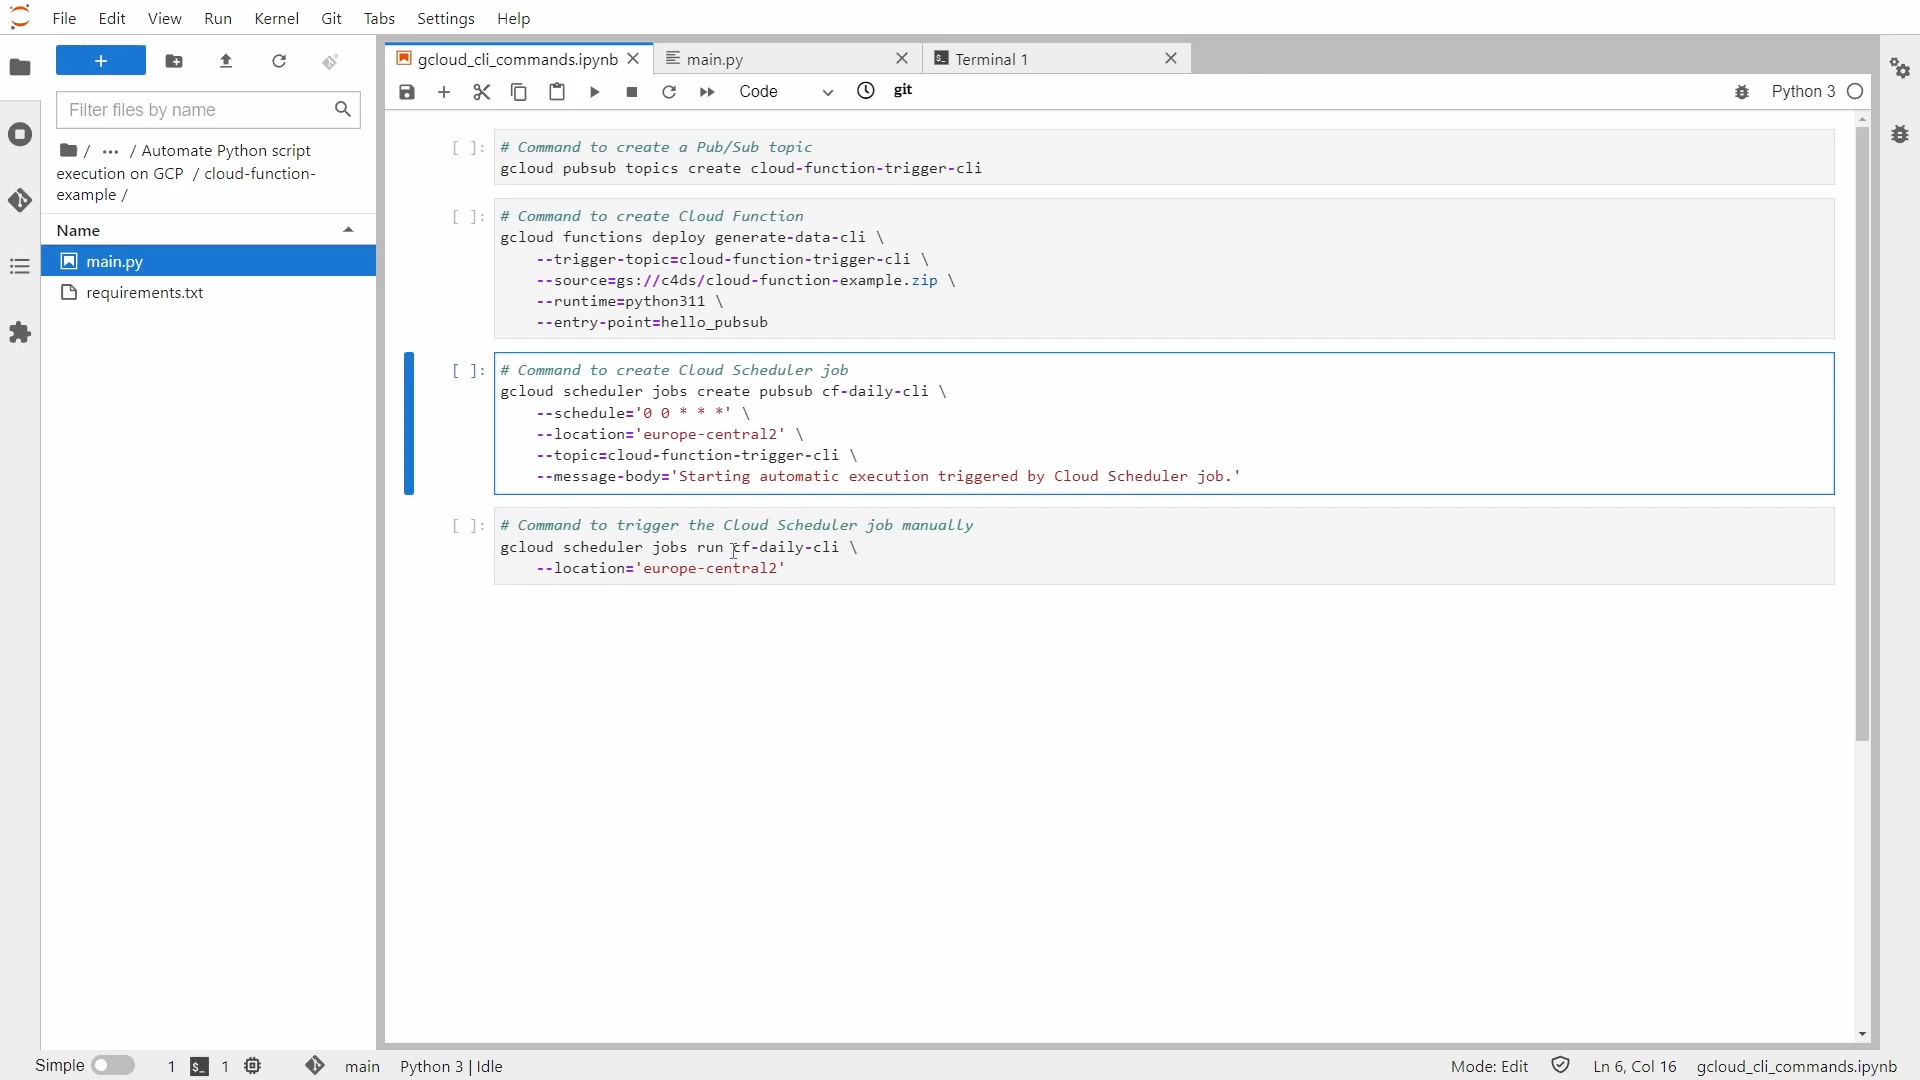 File Edit View Run Kernel Git Tabs Settings Help
+
Filter files by name
/ ··· / Automate Python script
execution on GCP / cloud-function-
example /
Name
main.py
requirements.txt
gcloud_cli_commands.ipynb main.py Terminal 1
Code git Python 3
[ ]: # Command to create a Pub/Sub topic
gcloud pubsub topics create cloud-function-trigger-cli
[ ]: # Command to create Cloud Function
gcloud functions deploy generate-data-cli \
    --trigger-topic=cloud-function-trigger-cli \
    --source=gs://c4ds/cloud-function-example.zip \
    --runtime=python311 \
    --entry-point=hello_pubsub
[ ]: # Command to create Cloud Scheduler job
gcloud scheduler jobs create pubsub cf-daily-cli \
    --schedule='0 0 * * *' \
    --location='europe-central2' \
    --topic=cloud-function-trigger-cli \
    --message-body='Starting automatic execution triggered by Cloud Scheduler job.'
[ ]: # Command to trigger the Cloud Scheduler job manually
gcloud scheduler jobs run cf-daily-cli \
    --location='europe-central2'
Simple 1 $_ 1 main Python 3 | Idle Mode: Edit Ln 6, Col 16 gcloud_cli_commands.ipynb